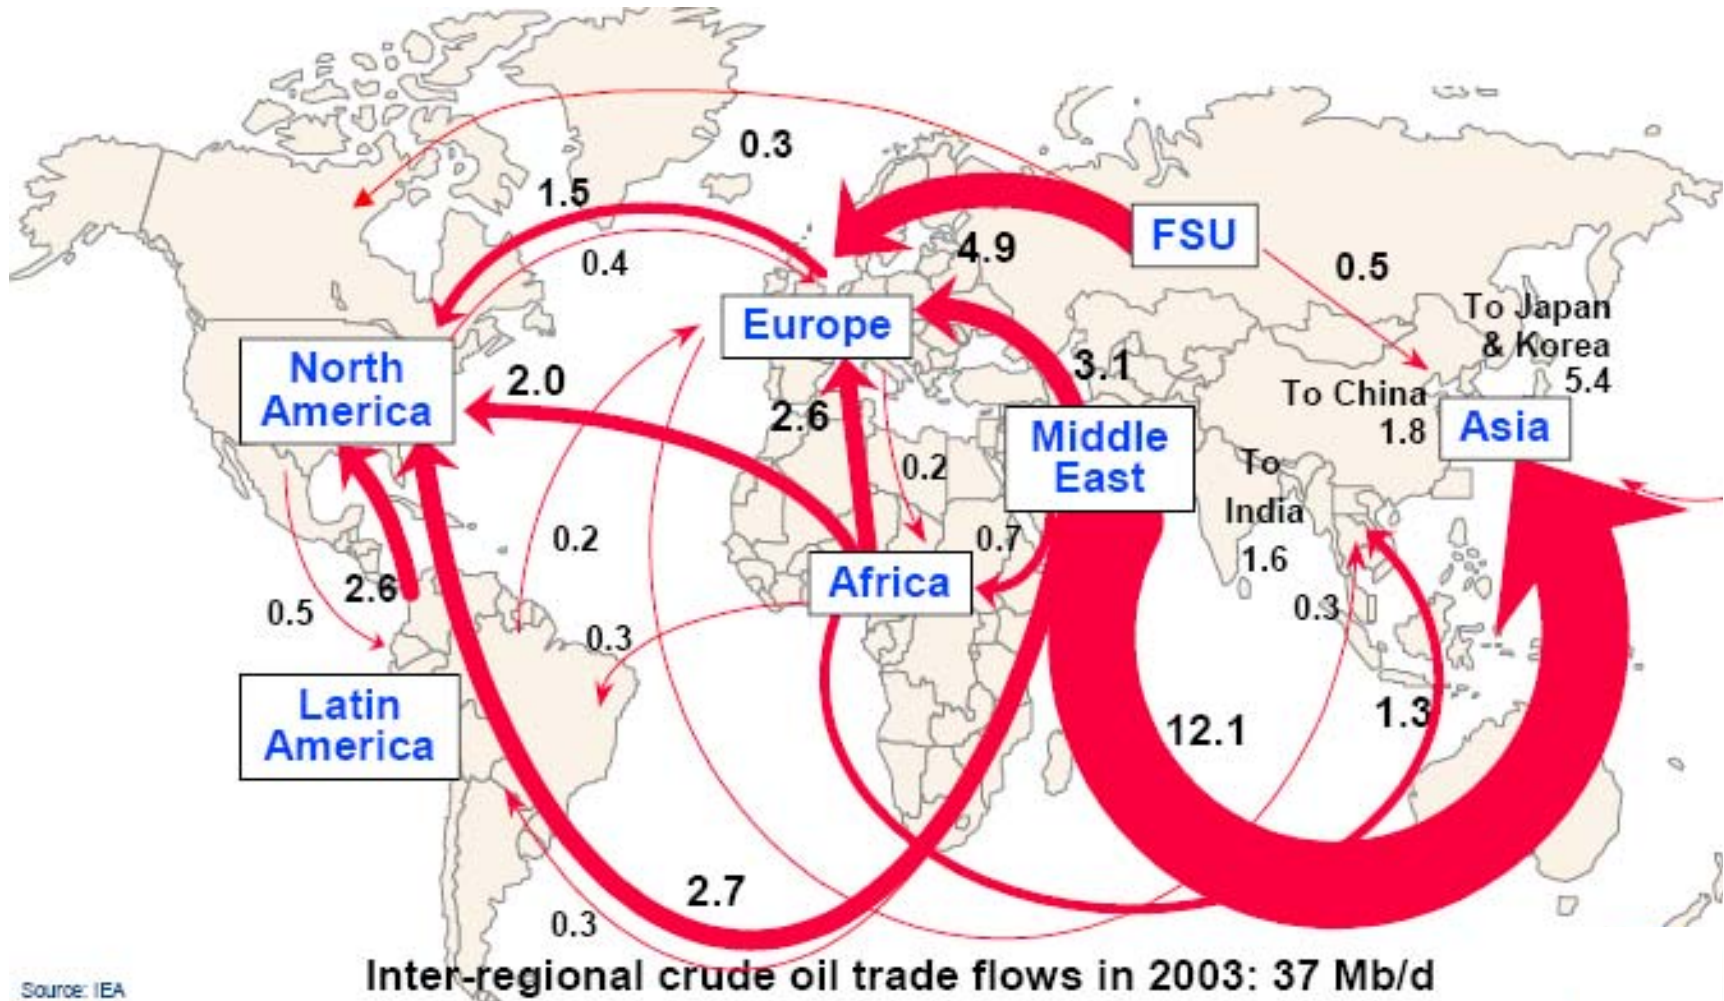 0.3
1.5
FSU
4.9
0.4
0.5
To Japan
& Korea
5.4
Europe
North
America
2.0
3.1
To China
1.8
Asia
2.6
Middle
East
0.2
To
India
1.6
0.7
0.2
Africa
2.6
0.5
0.3
0.3
Latin
America
12.1
1.3
2.7
0.3
Inter-regional crude oil trade flows in 2003: 37 Mb/d
Source: IEA